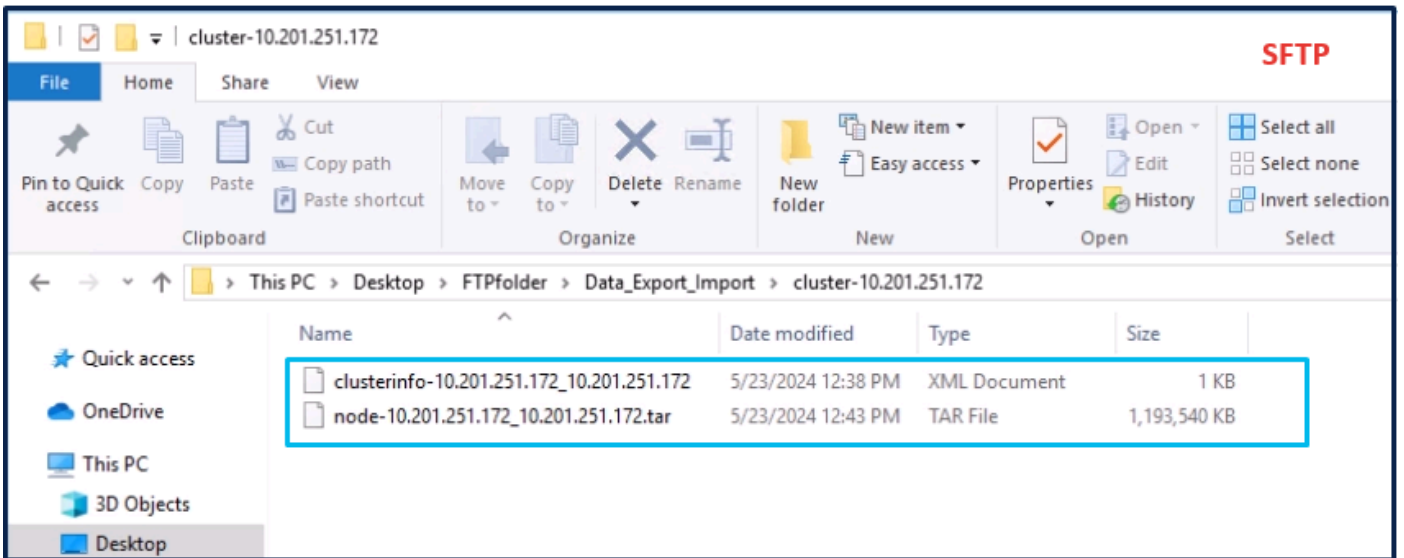 cluster-10.201.251.172
SFTP
File Home Share View
Pin to Quick access
Copy
Paste
Cut
Copy path
Paste shortcut
Move to
Copy to
Delete
Rename
New folder
New item
Easy access
Properties
Open
Edit
History
Select all
Select none
Invert selection
Clipboard Organize New Open Select
This PC > Desktop > FTPfolder > Data_Export_Import > cluster-10.201.251.172
Name Date modified Type Size
Quick access
OneDrive
This PC
3D Objects
Desktop
clusterinfo-10.201.251.172_10.201.251.172 5/23/2024 12:38 PM XML Document 1 KB
node-10.201.251.172_10.201.251.172.tar 5/23/2024 12:43 PM TAR File 1,193,540 KB